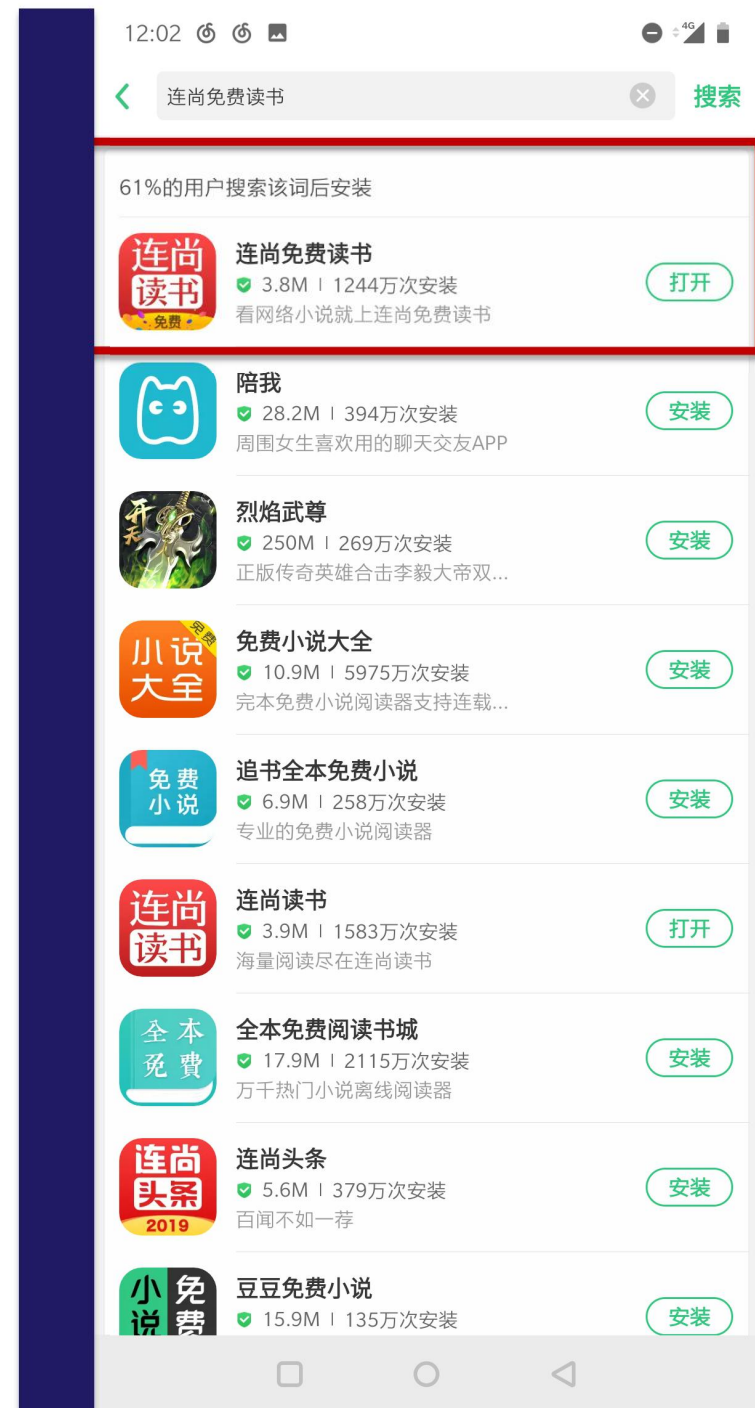 12:02
4G
连尚免费读书
搜索
61%的用户搜索该词后安装
连尚
读书
免费
连尚免费读书
3.8M | 1244万次安装
看网络小说就上连尚免费读书
打开
陪我
28.2M | 394万次安装
周围女生喜欢用的聊天交友APP
安装
开
天
烈焰武尊
250M | 269万次安装
正版传奇英雄合击李毅大帝双...
安装
免费
小说
大全
免费小说大全
10.9M | 5975万次安装
完本免费小说阅读器支持连载...
安装
免费
小说
追书全本免费小说
6.9M | 258万次安装
专业的免费小说阅读器
安装
连尚
读书
连尚读书
3.9M | 1583万次安装
海量阅读尽在连尚读书
打开
全本
免費
全本免费阅读书城
17.9M | 2115万次安装
万千热门小说离线阅读器
安装
连尚
头条
2019
连尚头条
5.6M | 379万次安装
百闻不如一荐
安装
小免
说费
豆豆免费小说
15.9M | 135万次安装
安装